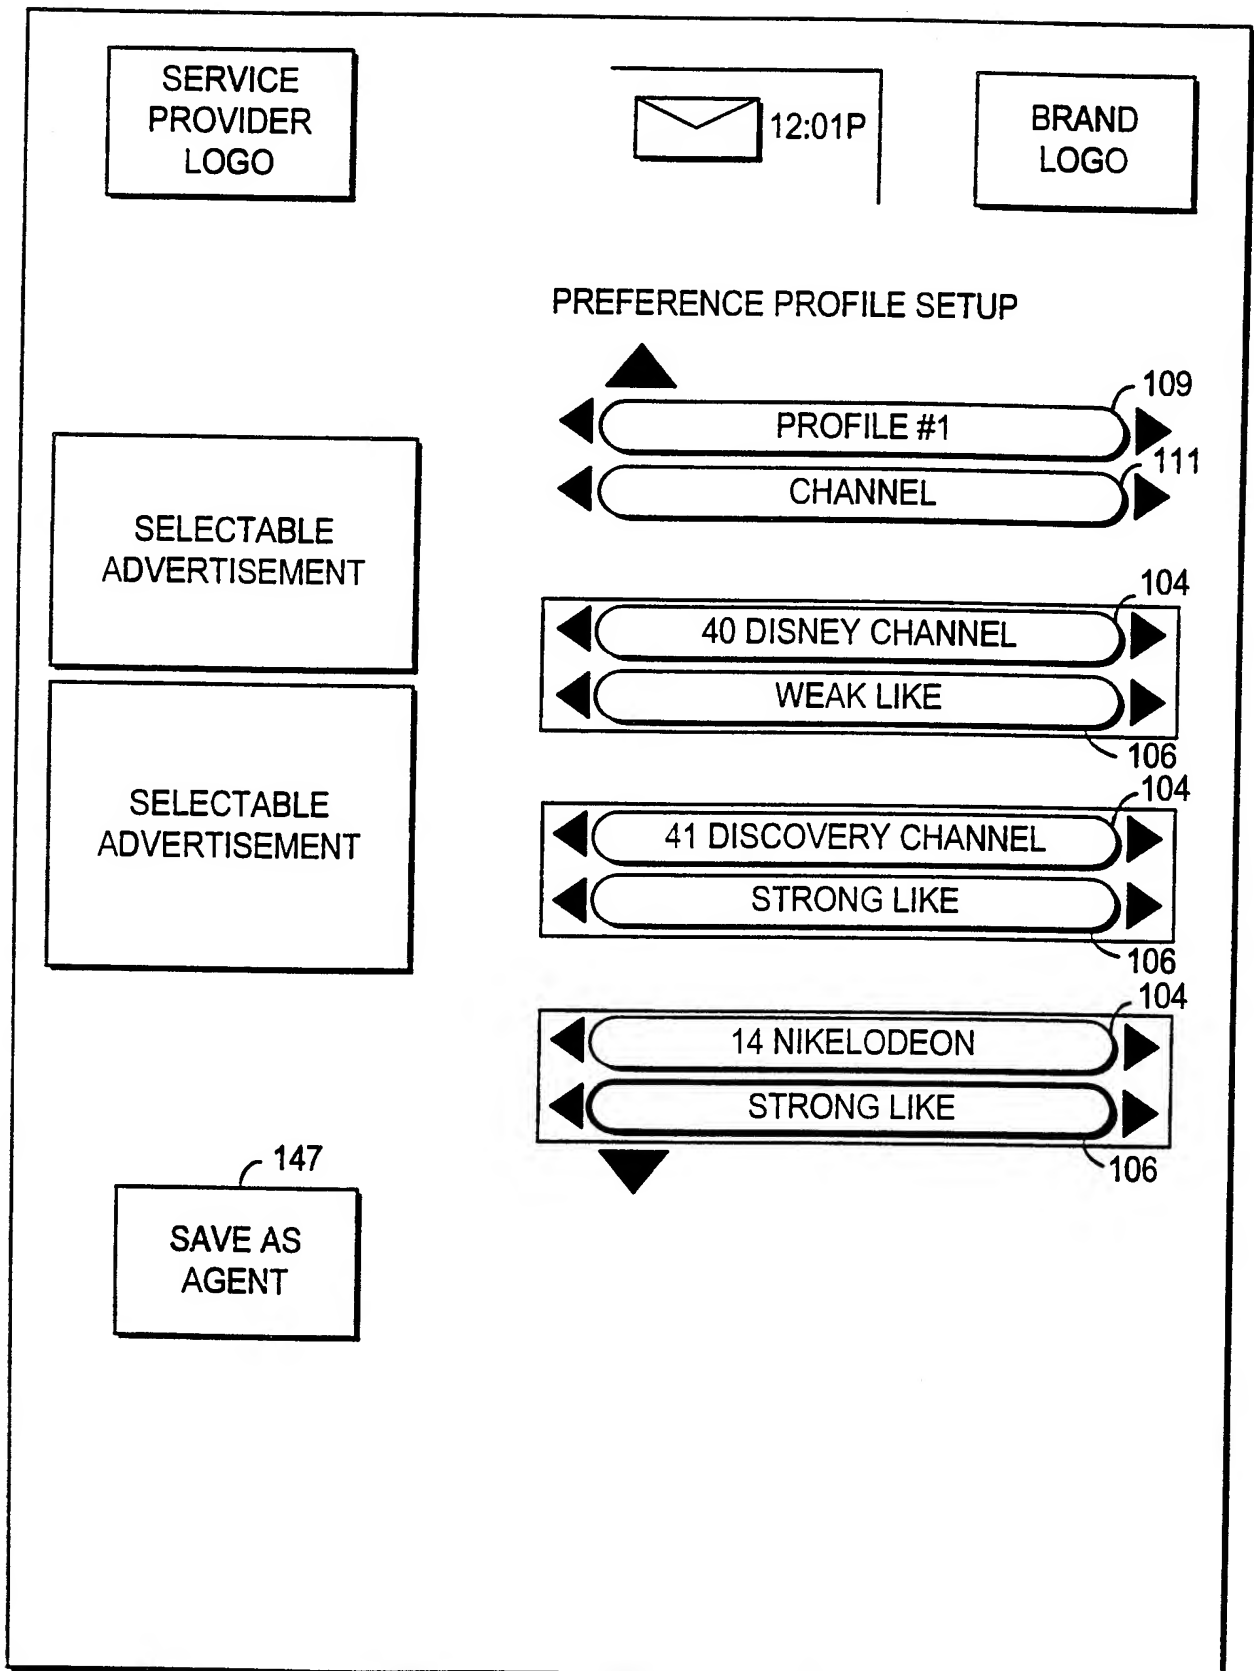 SERVICE
PROVIDER
LOGO
12:01P
BRAND
LOGO
PREFERENCE PROFILE SETUP
109
PROFILE #1
111
CHANNEL
SELECTABLE
ADVERTISEMENT
104
40 DISNEY CHANNEL
WEAK LIKE
106
SELECTABLE
ADVERTISEMENT
104
41 DISCOVERY CHANNEL
STRONG LIKE
106
104
14 NIKELODEON
STRONG LIKE
106
147
SAVE AS
AGENT